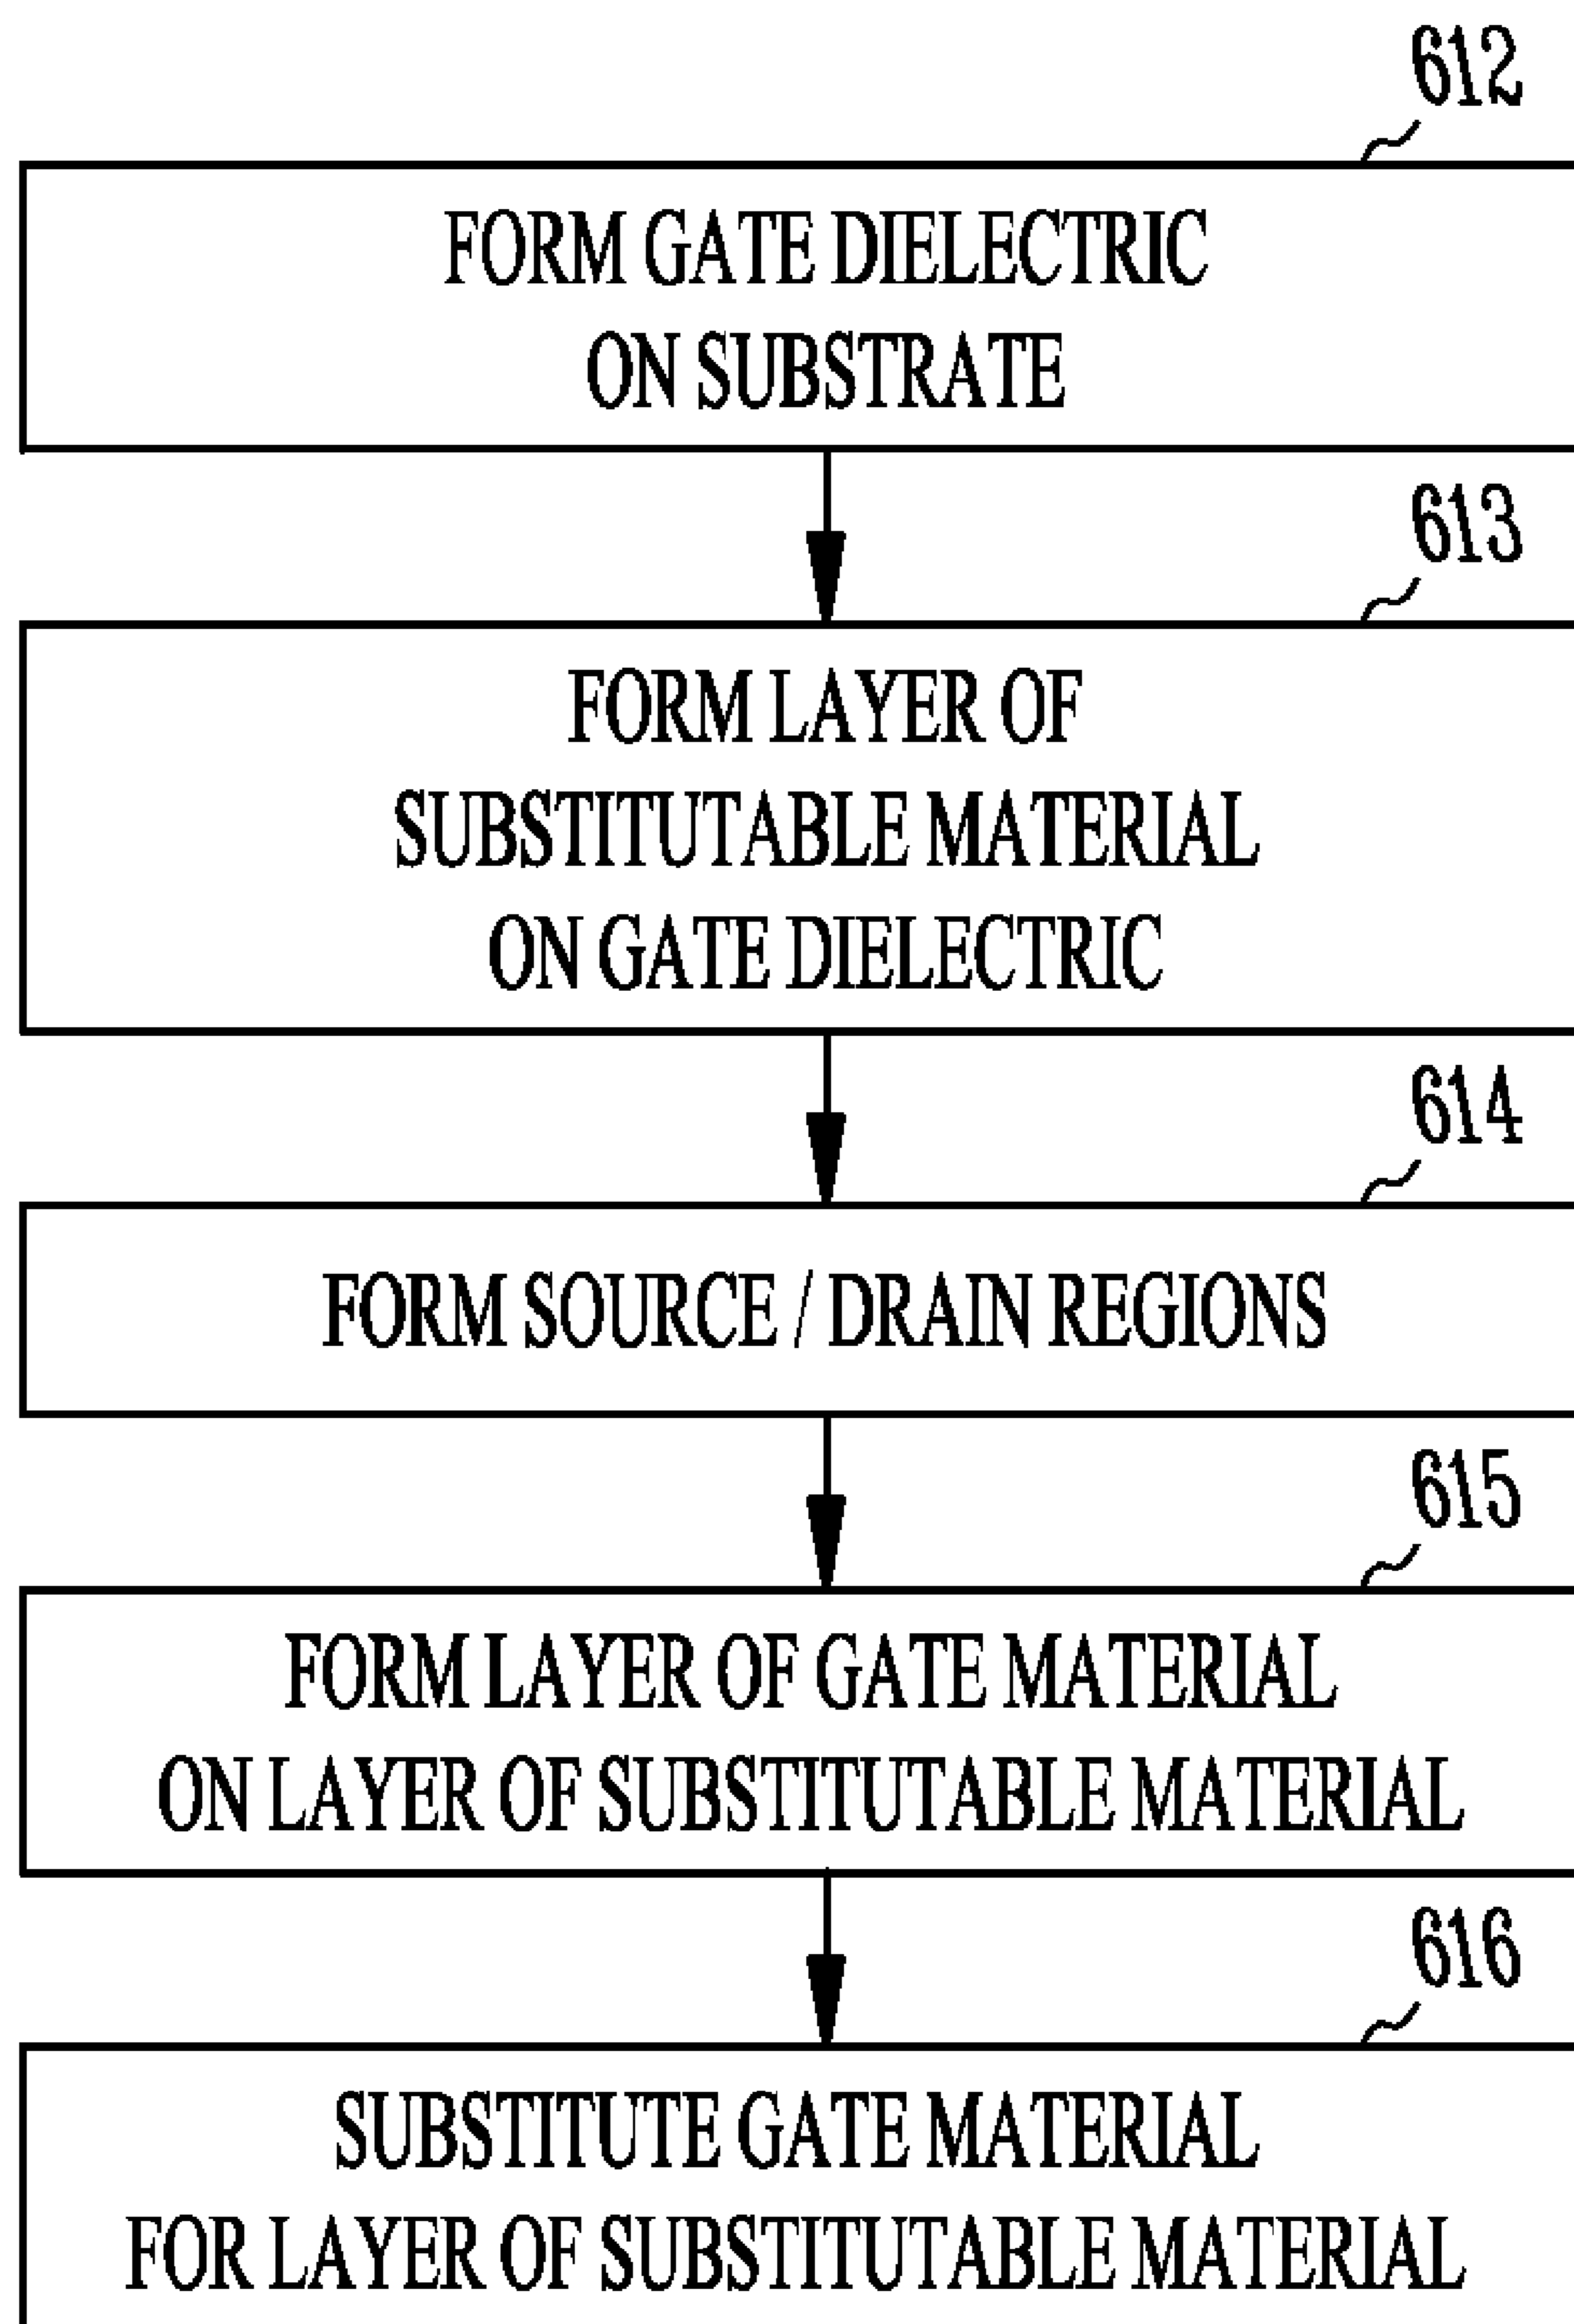 612
FORM GATE DIELECTRIC
ON SUBSTRATE
613
FORM LAYER OF
SUBSTITUTABLE MATERIAL
ON GATE DIELECTRIC
614
FORM SOURCE / DRAIN REGIONS
615
FORM LAYER OF GATE MATERIAL
ON LAYER OF SUBSTITUTABLE MATERIAL
616
SUBSTITUTE GATE MATERIAL
FOR LAYER OF SUBSTITUTABLE MATERIAL